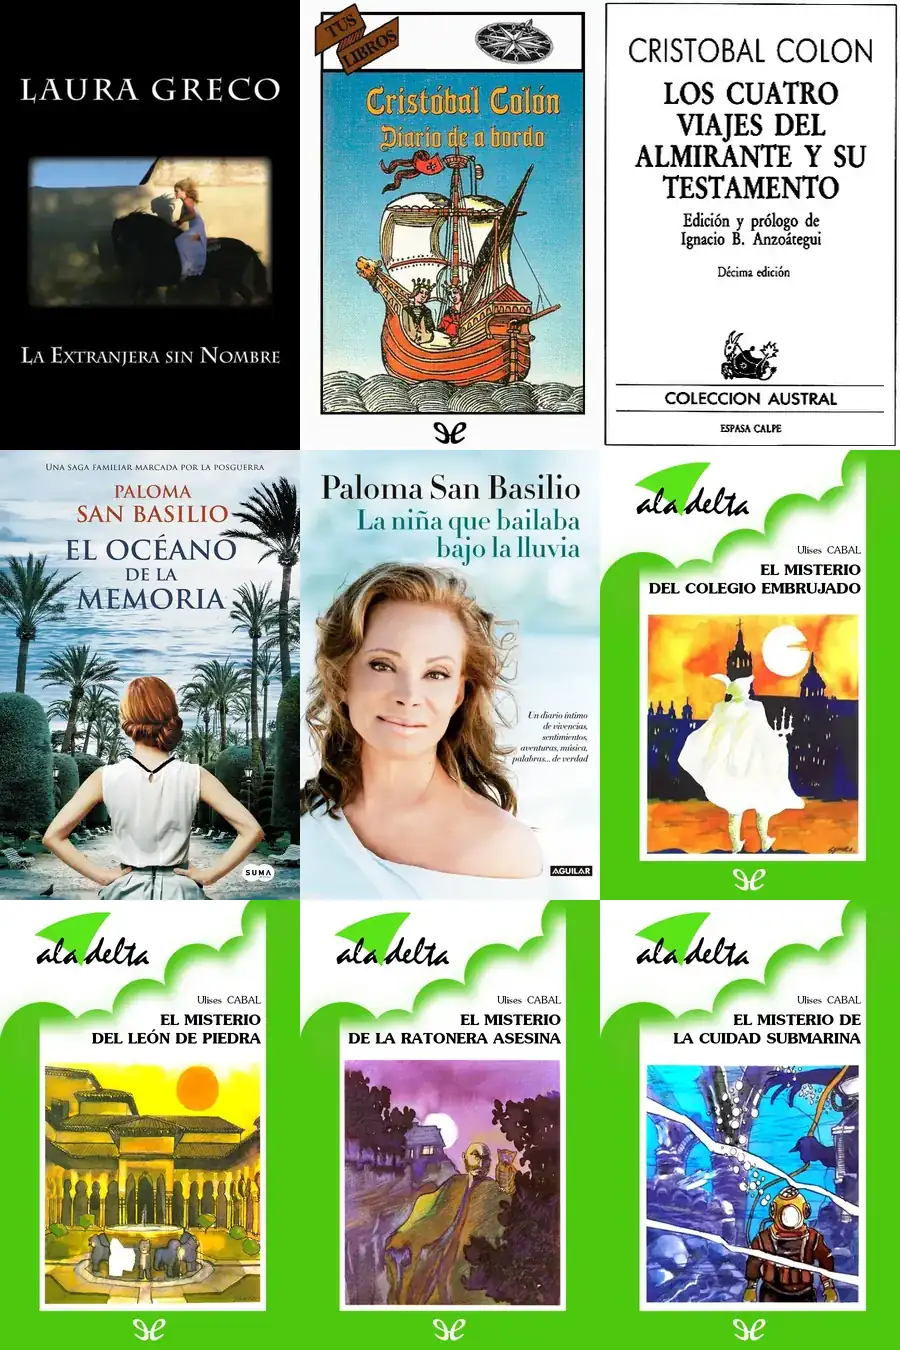 LAURA GRECO
LA EXTRANJERA SIN NOMBRE
TUS
LIBROS
Cristóbal Colón
Diario de a bordo
CRISTOBAL COLON
LOS CUATRO
VIAJES DEL
ALMIRANTE Y SU
TESTAMENTO
Edición y prólogo de
Ignacio B. Anzoátegui
Décima edición
COLECCION AUSTRAL
ESPASA CALPE
UNA SAGA FAMILIAR MARCADA POR LA POSGUERRA
PALOMA
SAN BASILIO
EL OCÉANO
DE LA
MEMORIA
SUMA
Paloma San Basilio
La niña que bailaba
bajo la lluvia
Un diario íntimo
de vivencias,
sentimientos,
aventuras, música,
palabras... de verdad
AGUILAR
ala delta
Ulises CABAL
EL MISTERIO
DEL COLEGIO EMBRUJADO
ala delta
Ulises CABAL
EL MISTERIO
DEL LEÓN DE PIEDRA
ala delta
Ulises CABAL
EL MISTERIO
DE LA RATONERA ASESINA
ala delta
Ulises CABAL
EL MISTERIO DE
LA CUIDAD SUBMARINA